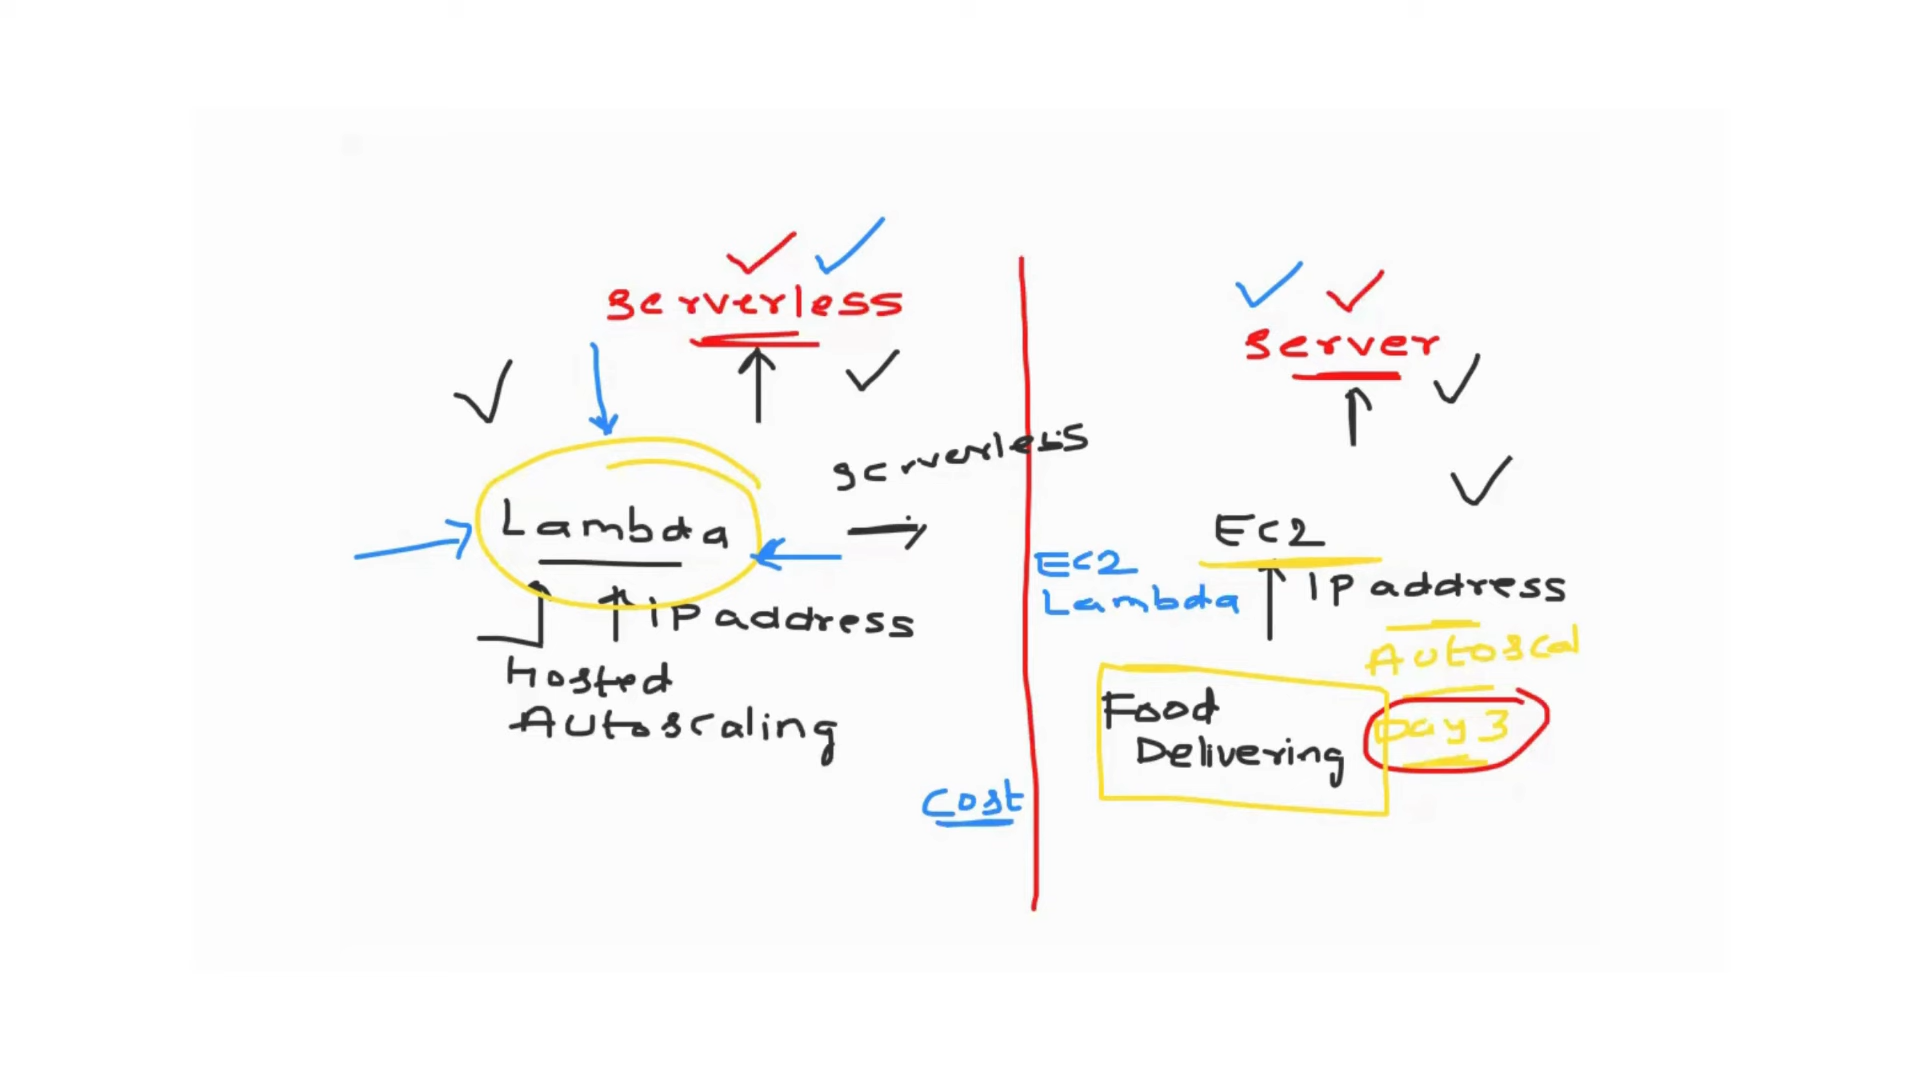 serverless
serverless
Lambda
IP address
Hosted
Autoscaling
cost
server
EC2
EC2
Lambda
IP address
Autoscal
Food
Delivering
Day 3